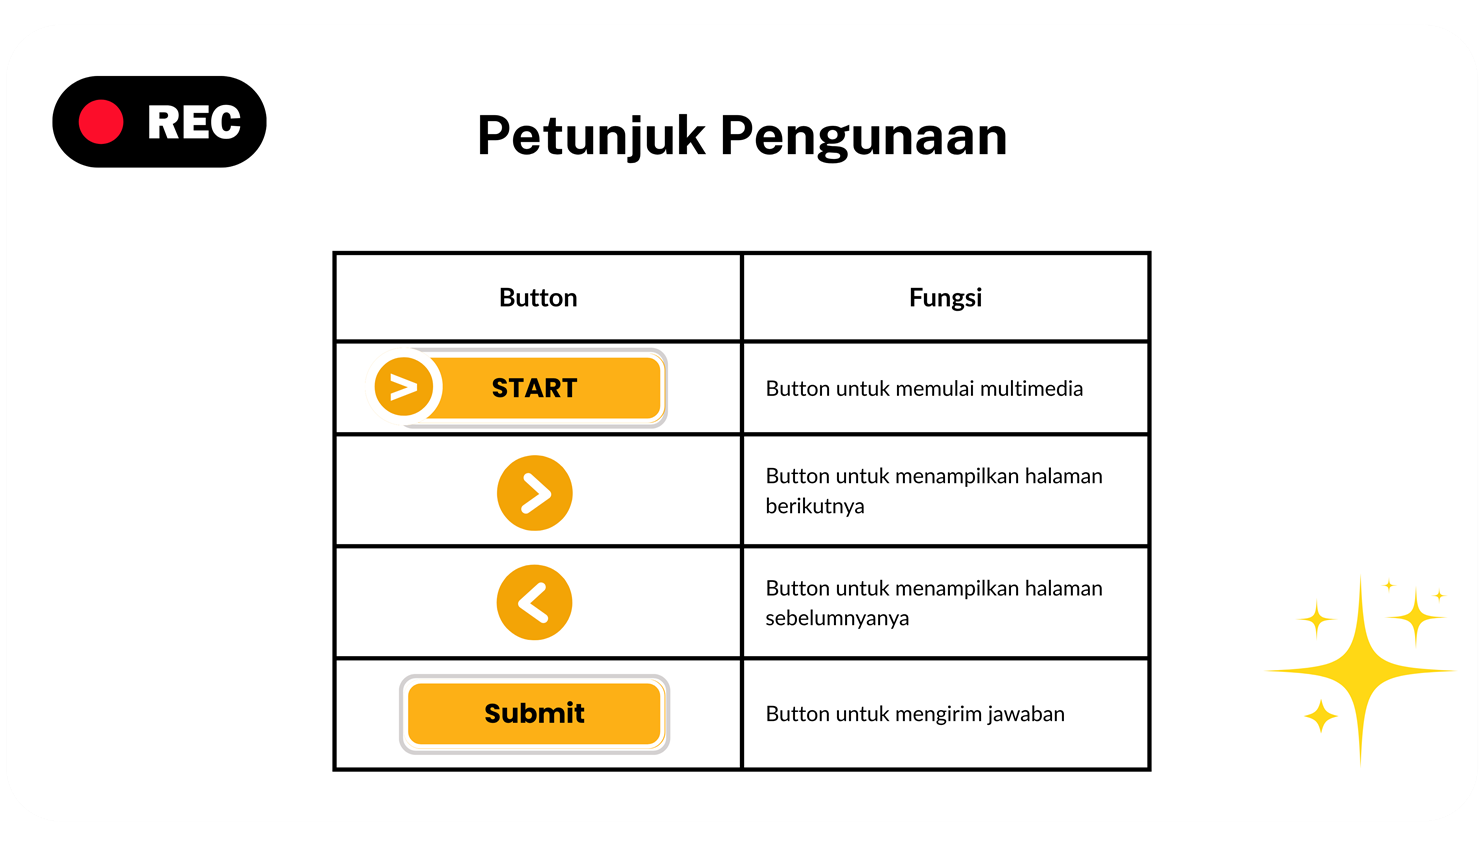 REC
Petunjuk Pengunaan
Button
Fungsi
> START
Button untuk memulai multimedia
>
Button untuk menampilkan halaman
berikutnya
<
Button untuk menampilkan halaman
sebelumnyanya
Submit
Button untuk mengirim jawaban